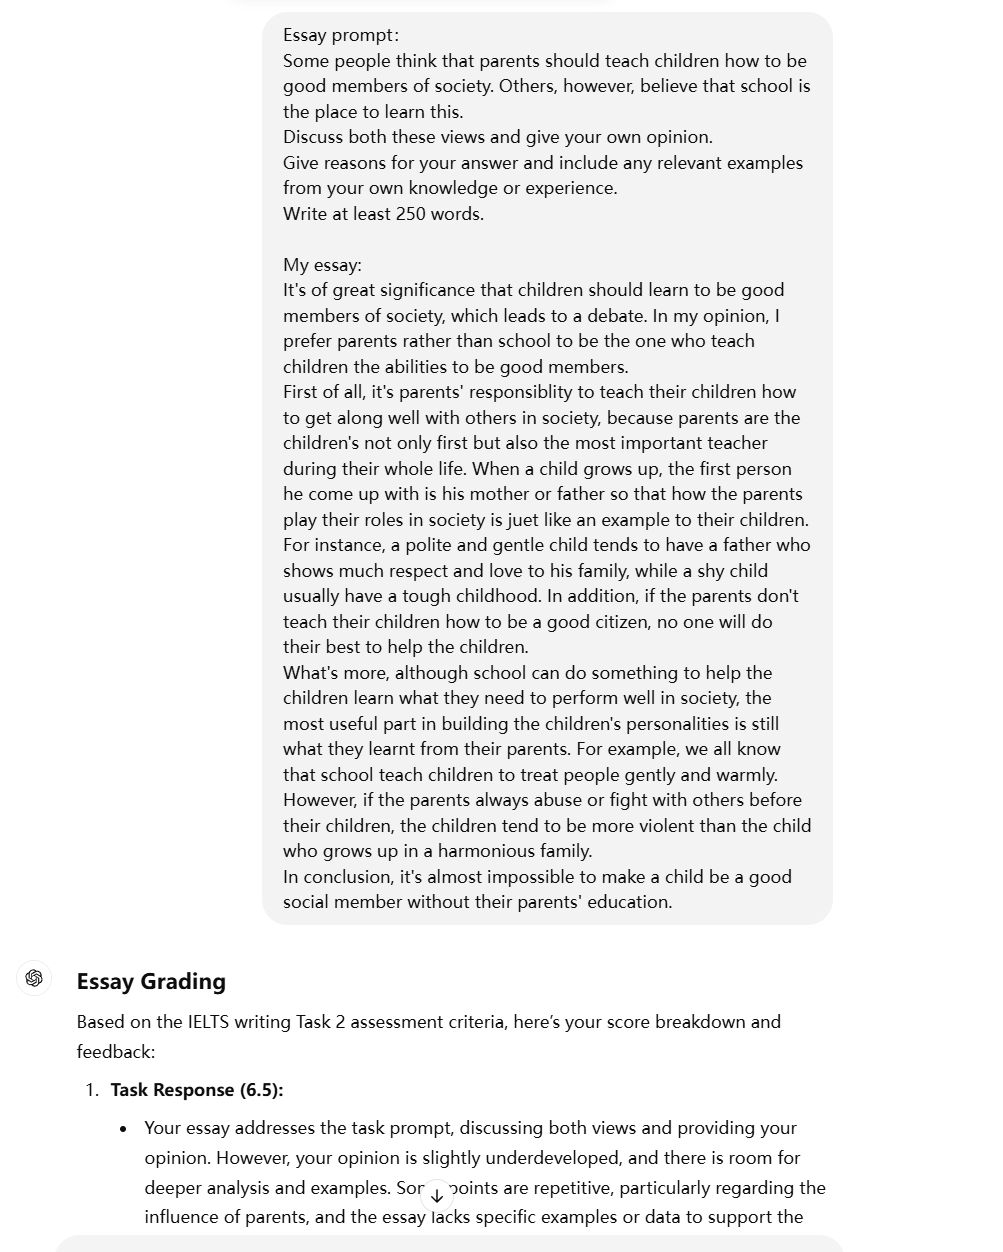 Essay prompt:
Some people think that parents should teach children how to be
good members of society. Others, however, believe that school is
the place to learn this.
Discuss both these views and give your own opinion.
Give reasons for your answer and include any relevant examples
from your own knowledge or experience.
Write at least 250 words.
My essay:
It's of great significance that children should learn to be good
members of society, which leads to a debate. In my opinion, I
prefer parents rather than school to be the one who teach
children the abilities to be good members.
First of all, it's parents' responsiblity to teach their children how
to get along well with others in society, because parents are the
children's not only first but also the most important teacher
during their whole life. When a child grows up, the first person
he come up with is his mother or father so that how the parents
play their roles in society is juet like an example to their children.
For instance, a polite and gentle child tends to have a father who
shows much respect and love to his family, while a shy child
usually have a tough childhood. In addition, if the parents don't
teach their children how to be a good citizen, no one will do
their best to help the children.
What's more, although school can do something to help the
children learn what they need to perform well in society, the
most useful part in building the children's personalities is still
what they learnt from their parents. For example, we all know
that school teach children to treat people gently and warmly.
However, if the parents always abuse or fight with others before
their children, the children tend to be more violent than the child
who grows up in a harmonious family.
In conclusion, it's almost impossible to make a child be a good
social member without their parents' education.
Essay Grading
Based on the IELTS writing Task 2 assessment criteria, here's your score breakdown and
feedback:
1. Task Response (6.5):
• Your essay addresses the task prompt, discussing both views and providing your
opinion. However, your opinion is slightly underdeveloped, and there is room for
deeper analysis and examples. points are repetitive, particularly regarding the
influence of parents, and the essay lacks specific examples or data to support the